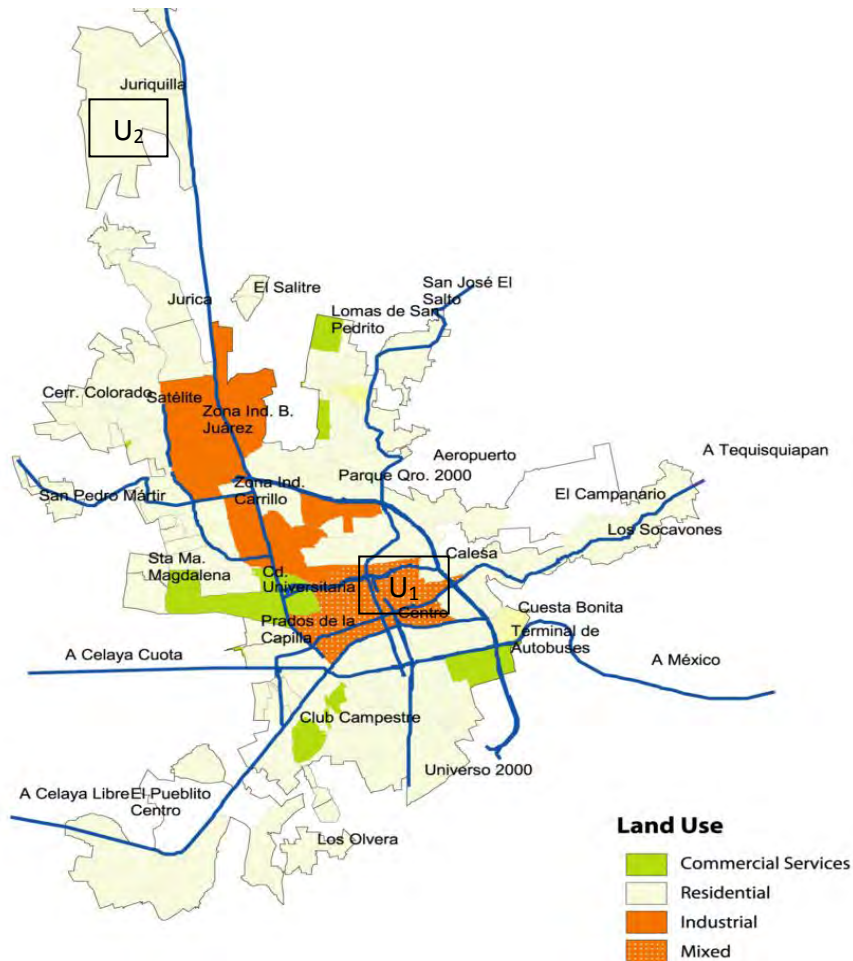 Juriquilla
U2
El Salitre
San José El
Salto
Jurica
Lomas de San
Pedrito
Cerr. Colorado
Satélite
Zona Ind. B.
Juárez
Aeropuerto
A Tequisquiapan
Parque Qro. 2000
Zona Ind.
Carrillo
San Pedro Mártir
El Campanario
Los Socavones
Sta Ma.
Magdalena
Calesa
Cd.
Universitaria
U1
Centro
Cuesta Bonita
Prados de la
Capilla
Terminal de
Autobuses
A Celaya Cuota
A México
Club Campestre
Universo 2000
A Celaya Libre
El Pueblito
Centro
Los Olvera
Land Use
Commercial Services
Residential
Industrial
Mixed